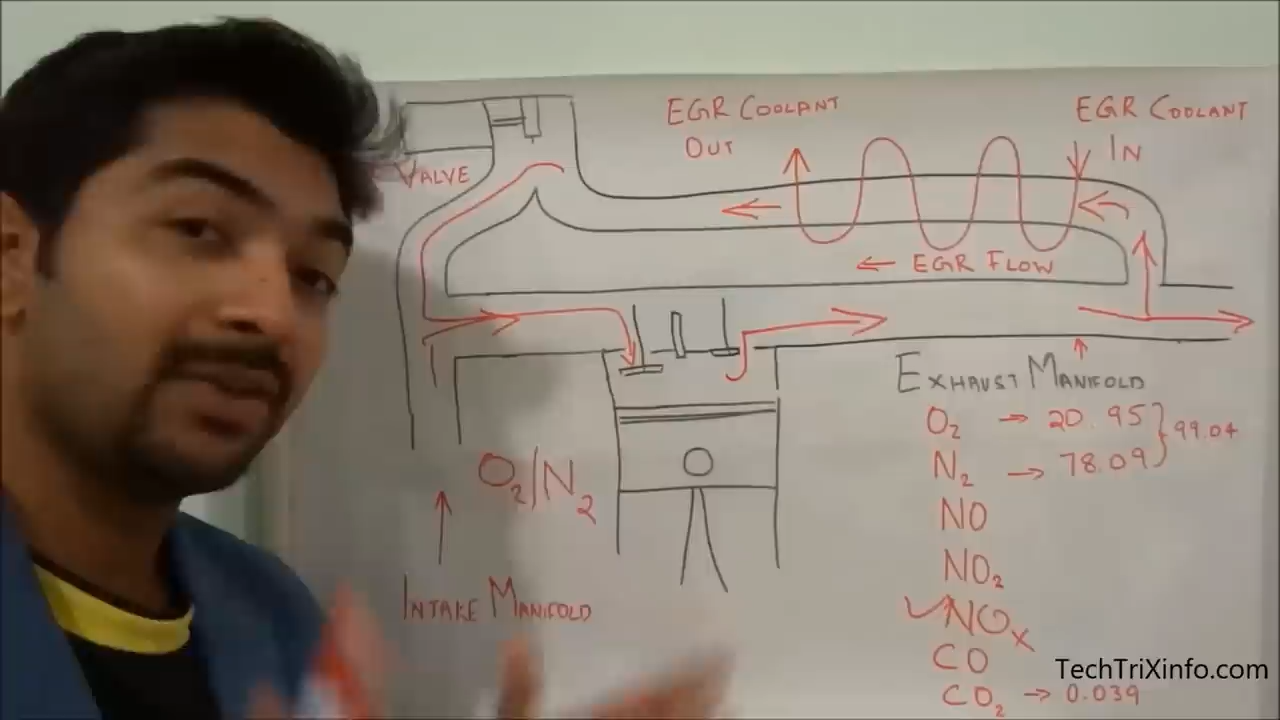 EGR COOLANT
OUT
EGR COOLANT
IN
VALVE
← EGR FLOW
EXHAUST MANIFOLD
O₂ → 20.95
N₂ → 78.09
} 99.04
NO
NO₂
✓NOₓ
CO
CO₂ → 0.039
O₂/N₂
INTAKE MANIFOLD
TechTriXinfo.com